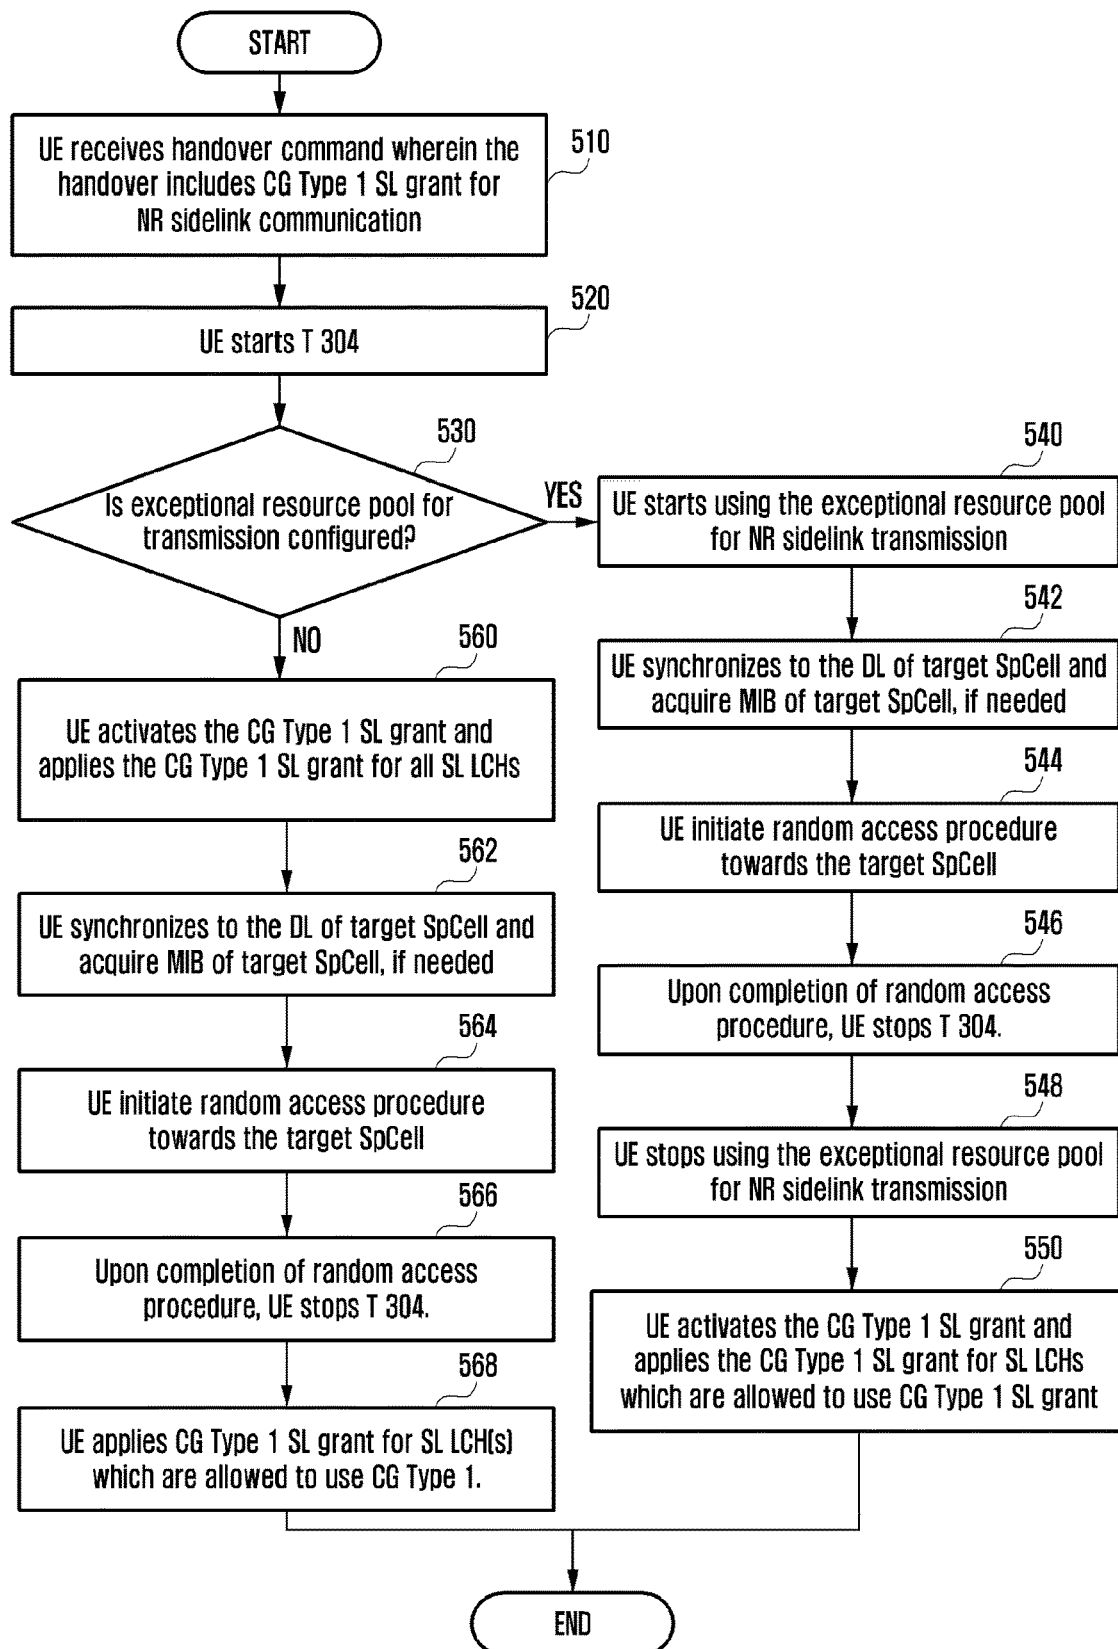 START
510
UE receives handover command wherein the
handover includes CG Type 1 SL grant for
NR sidelink communication
520
UE starts T 304
530
Is exceptional resource pool for
transmission configured?
YES
NO
540
UE starts using the exceptional resource pool
for NR sidelink transmission
542
UE synchronizes to the DL of target SpCell and
acquire MIB of target SpCell, if needed
544
UE initiate random access procedure
towards the target SpCell
546
Upon completion of random access
procedure, UE stops T 304.
548
UE stops using the exceptional resource pool
for NR sidelink transmission
550
UE activates the CG Type 1 SL grant and
applies the CG Type 1 SL grant for SL LCHs
which are allowed to use CG Type 1 SL grant
560
UE activates the CG Type 1 SL grant and
applies the CG Type 1 SL grant for all SL LCHs
562
UE synchronizes to the DL of target SpCell and
acquire MIB of target SpCell, if needed
564
UE initiate random access procedure
towards the target SpCell
566
Upon completion of random access
procedure, UE stops T 304.
568
UE applies CG Type 1 SL grant for SL LCH(s)
which are allowed to use CG Type 1.
END